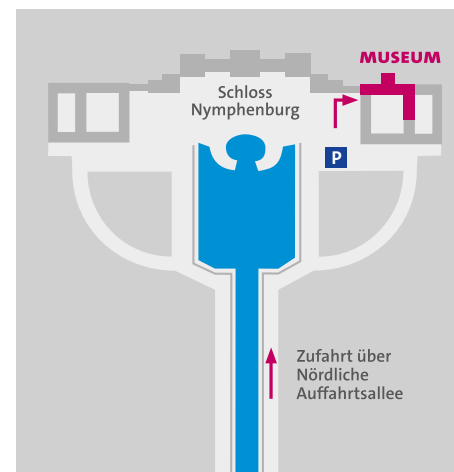 MUSEUM
Schloss
Nymphenburg
P
Zufahrt über
Nördliche
Auffahrtsallee